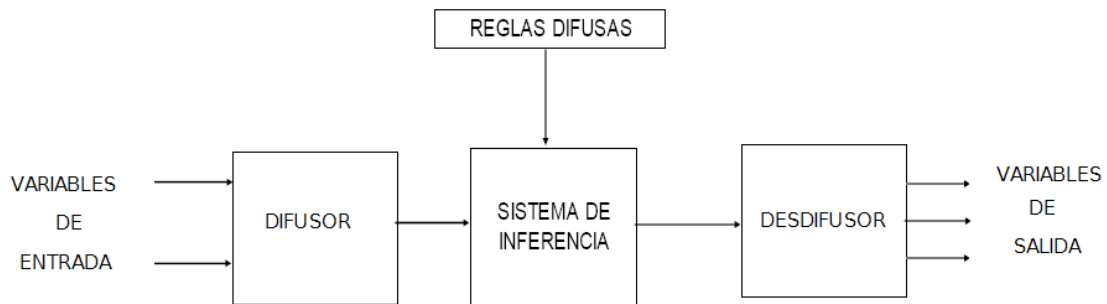 REGLAS DIFUSAS
VARIABLES
DE
ENTRADA
DIFUSOR
SISTEMA DE
INFERENCIA
DESDIFUSOR
VARIABLES
DE
SALIDA